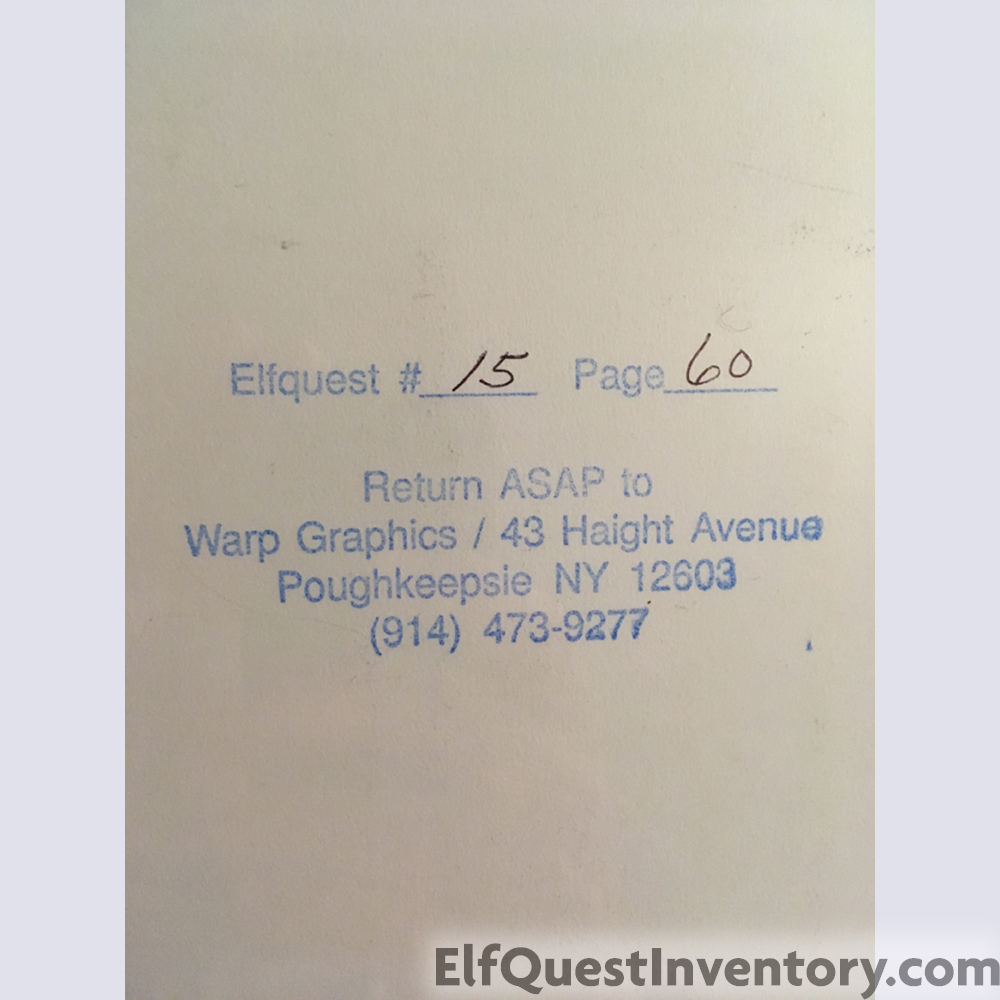 Elfquest # 15 Page 60
Return ASAP to
Warp Graphics / 43 Haight Avenue
Poughkeepsie NY 12603
(914) 473-9277
ElfQuestInventory.com